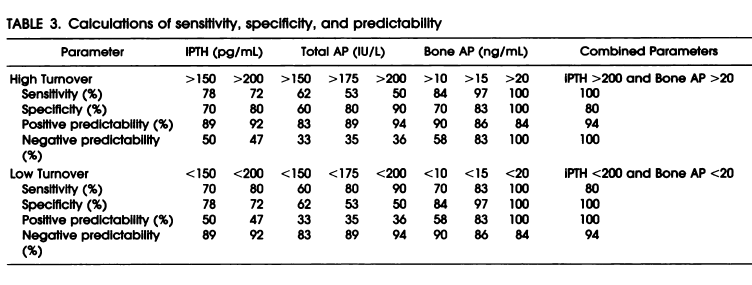 TABLE 3. Calculations of sensitivity, specificity, and predictability
Parameter IPTH (pg/mL) Total AP (IU/L) Bone AP (ng/mL) Combined Parameters
High Turnover >150 >200 >150 >175 >200 >10 >15 >20 IPTH >200 and Bone AP >20
Sensitivity (%) 78 72 62 53 50 84 97 100 100
Specificity (%) 70 80 60 80 90 70 83 100 80
Positive predictability (%) 89 92 83 89 94 90 86 84 94
Negative predictability 50 47 33 35 36 58 83 100 100
(%)
Low Turnover <150 <200 <150 <175 <200 <10 <15 <20 IPTH <200 and Bone AP <20
Sensitivity (%) 70 80 60 80 90 70 83 100 80
Specificity (%) 78 72 62 53 50 84 97 100 100
Positive predictability (%) 50 47 33 35 36 58 83 100 100
Negative predictability 89 92 83 89 94 90 86 84 94
(%)